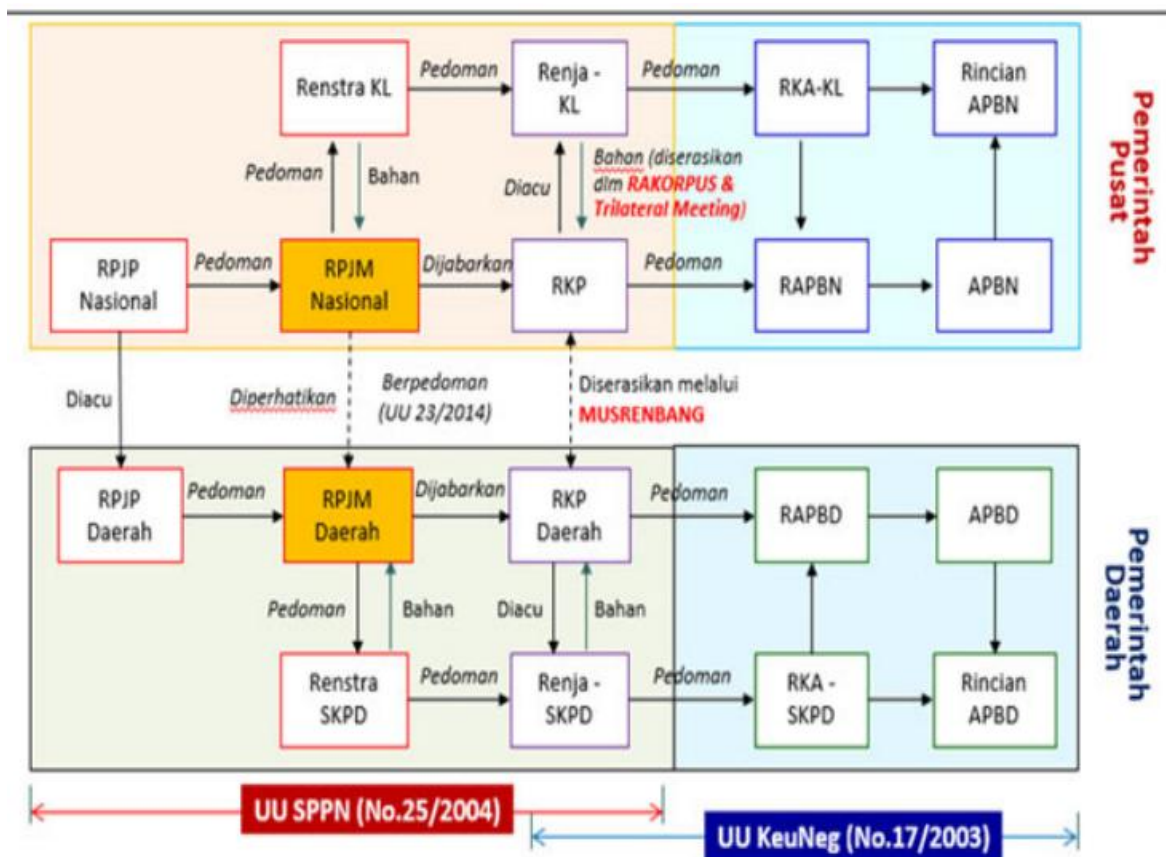 Renstra KL
Pedoman
Renja -
KL
Pedoman
RKA-KL
Rincian
APBN
Pedoman
Bahan
Diacu
Bahan (diserasikan
dlm RAKORPUS &
Trilateral Meeting)
RPJP
Nasional
Pedoman
RPJM
Nasional
Dijabarkan
RKP
Pedoman
RAPBN
APBN
Pemerintah
Pusat
Diacu
Diperhatikan
Berpedoman
(UU 23/2014)
Diserasikan melalui
MUSRENBANG
RPJP
Daerah
Pedoman
RPJM
Daerah
Dijabarkan
RKP
Daerah
Pedoman
RAPBD
APBD
Pedoman
Bahan
Diacu
Bahan
Renstra
SKPD
Pedoman
Renja -
SKPD
Pedoman
RKA -
SKPD
Rincian
APBD
Pemerintah
Daerah
UU SPPN (No.25/2004)
UU KeuNeg (No.17/2003)